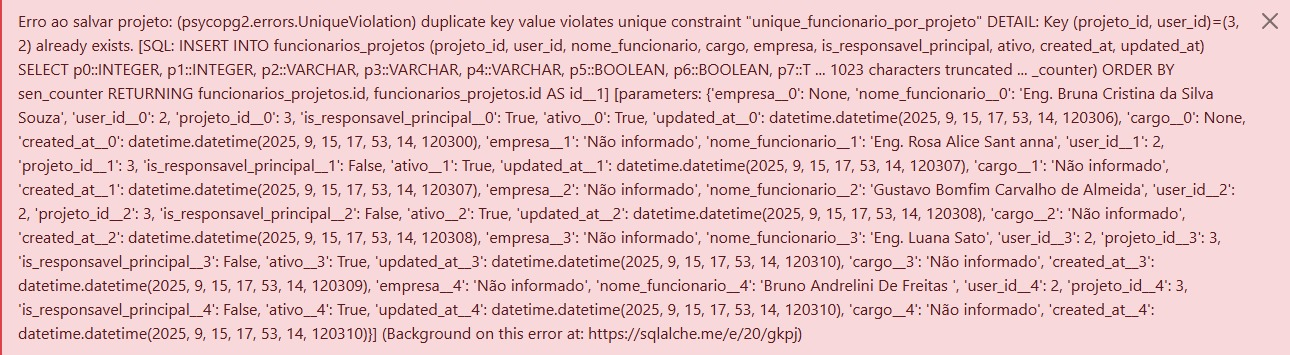 Erro ao salvar projeto: (psycopg2.errors.UniqueViolation) duplicate key value violates unique constraint "unique_funcionario_por_projeto" DETAIL: Key (projeto_id, user_id)=(3,
2) already exists. [SQL: INSERT INTO funcionarios_projetos (projeto_id, user_id, nome_funcionario, cargo, empresa, is_responsavel_principal, ativo, created_at, updated_at)
SELECT p0::INTEGER, p1::INTEGER, p2::VARCHAR, p3::VARCHAR, p4::VARCHAR, p5::BOOLEAN, p6::BOOLEAN, p7::T ... 1023 characters truncated ... _counter) ORDER BY
sen_counter RETURNING funcionarios_projetos.id, funcionarios_projetos.id AS id__1] [parameters: {'empresa__0': None, 'nome_funcionario__0': 'Eng. Bruna Cristina da Silva
Souza', 'user_id__0': 2, 'projeto_id__0': 3, 'is_responsavel_principal__0': True, 'ativo__0': True, 'updated_at__0': datetime.datetime(2025, 9, 15, 17, 53, 14, 120306), 'cargo__0': None,
'created_at__0': datetime.datetime(2025, 9, 15, 17, 53, 14, 120300), 'empresa__1': 'Não informado', 'nome_funcionario__1': 'Eng. Rosa Alice Sant anna', 'user_id__1': 2,
'projeto_id__1': 3, 'is_responsavel_principal__1': False, 'ativo__1': True, 'updated_at__1': datetime.datetime(2025, 9, 15, 17, 53, 14, 120307), 'cargo__1': 'Não informado',
'created_at__1': datetime.datetime(2025, 9, 15, 17, 53, 14, 120307), 'empresa__2': 'Não informado', 'nome_funcionario__2': 'Gustavo Bomfim Carvalho de Almeida', 'user_id__2':
2, 'projeto_id__2': 3, 'is_responsavel_principal__2': False, 'ativo__2': True, 'updated_at__2': datetime.datetime(2025, 9, 15, 17, 53, 14, 120308), 'cargo__2': 'Não informado',
'created_at__2': datetime.datetime(2025, 9, 15, 17, 53, 14, 120308), 'empresa__3': 'Não informado', 'nome_funcionario__3': 'Eng. Luana Sato', 'user_id__3': 2, 'projeto_id__3': 3,
'is_responsavel_principal__3': False, 'ativo__3': True, 'updated_at__3': datetime.datetime(2025, 9, 15, 17, 53, 14, 120310), 'cargo__3': 'Não informado', 'created_at__3':
datetime.datetime(2025, 9, 15, 17, 53, 14, 120309), 'empresa__4': 'Não informado', 'nome_funcionario__4': 'Bruno Andrelini De Freitas ', 'user_id__4': 2, 'projeto_id__4': 3,
'is_responsavel_principal__4': False, 'ativo__4': True, 'updated_at__4': datetime.datetime(2025, 9, 15, 17, 53, 14, 120310), 'cargo__4': 'Não informado', 'created_at__4':
datetime.datetime(2025, 9, 15, 17, 53, 14, 120310)}] (Background on this error at: https://sqlalche.me/e/20/gkpj)